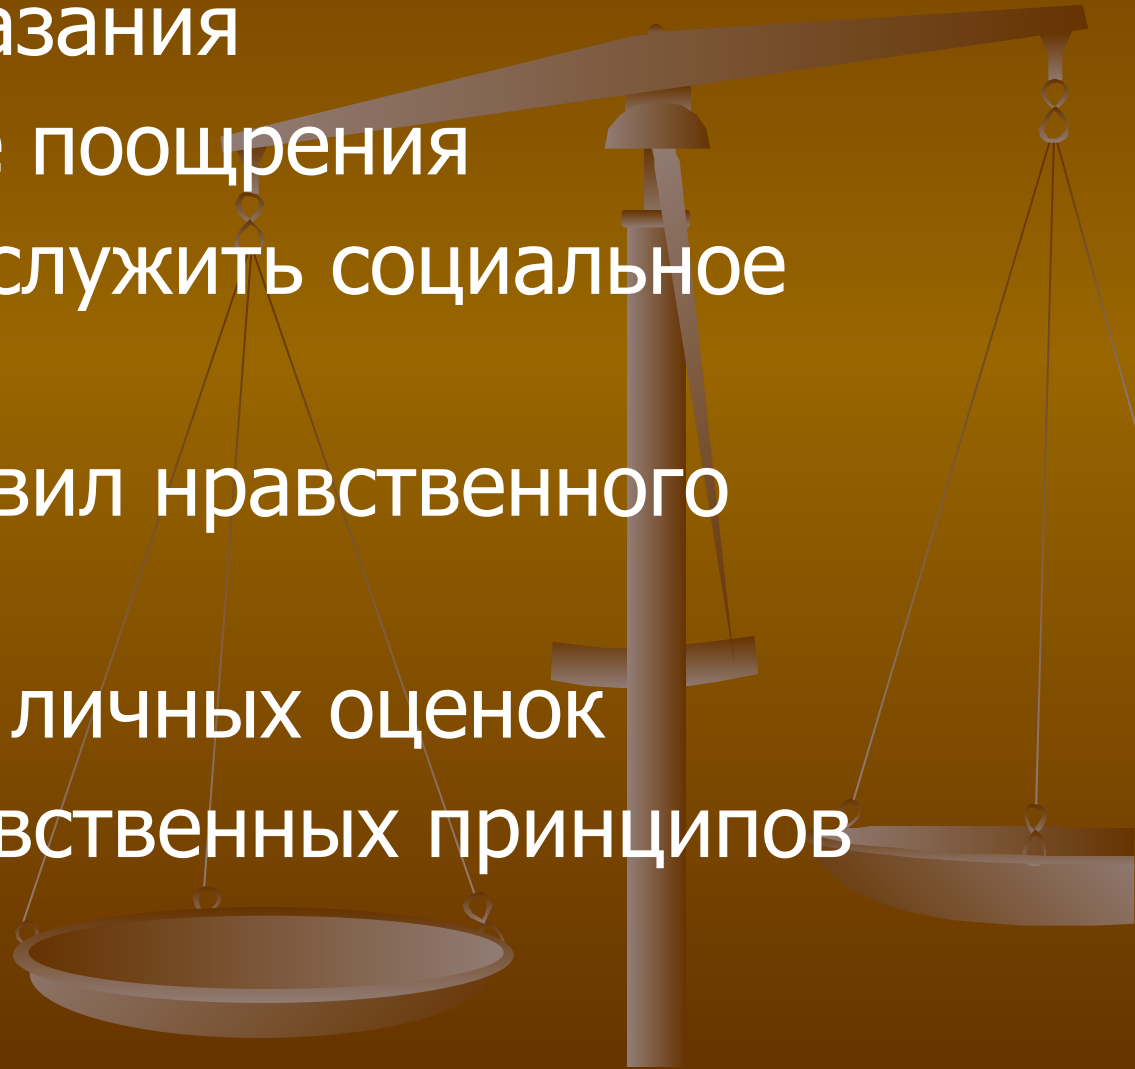 азания
е поощрения
служить социальное
вил нравственного
личных оценок
вственных принципов